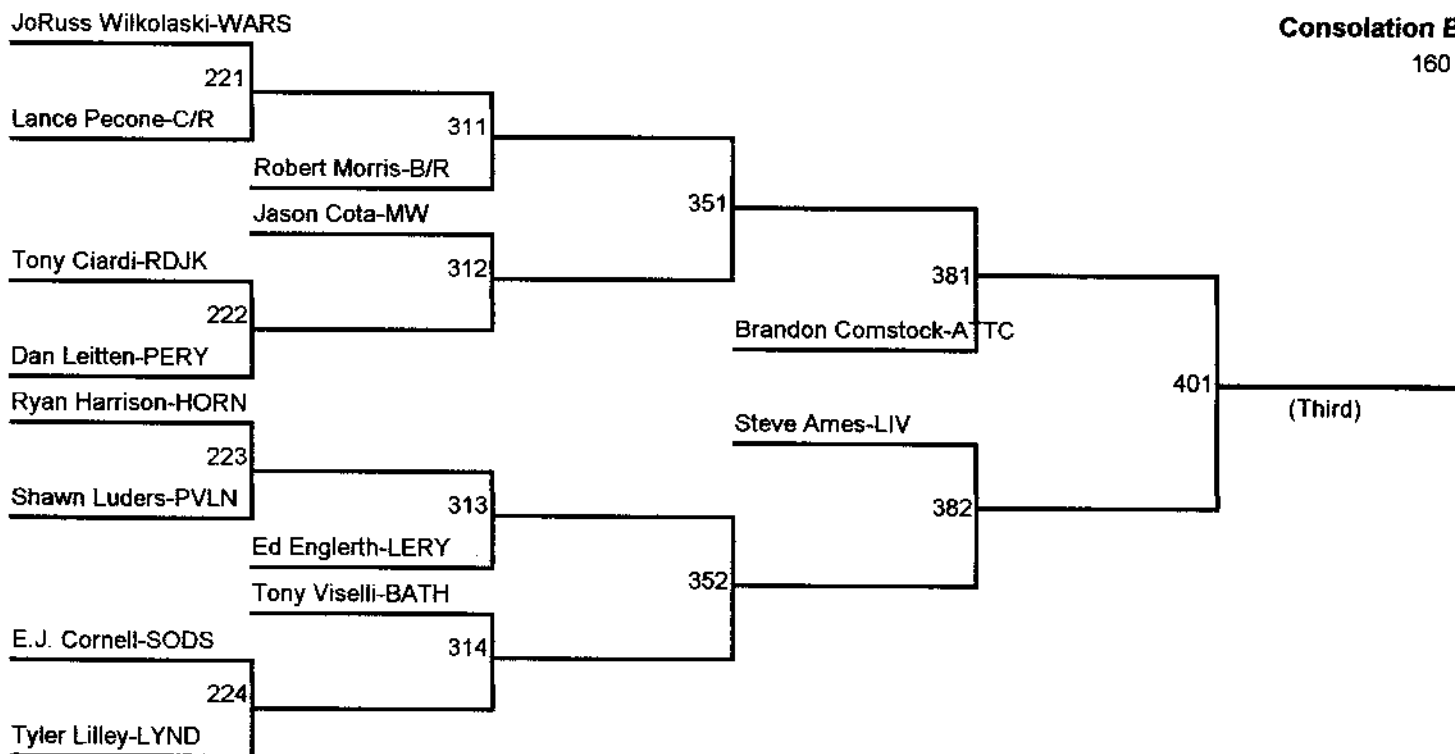 JoRuss Wilkolaski-WARS
Consolation B
160
221
Lance Pecone-C/R
311
Robert Morris-B/R
Jason Cota-MW
351
Tony Ciardi-RDJK
312
381
222
Brandon Comstock-ATTC
Dan Leitten-PERY
401
Ryan Harrison-HORN
(Third)
Steve Ames-LIV
223
Shawn Luders-PVLN
313
382
Ed Englerth-LERY
352
Tony Viselli-BATH
E.J. Cornell-SODS
314
224
Tyler Lilley-LYND